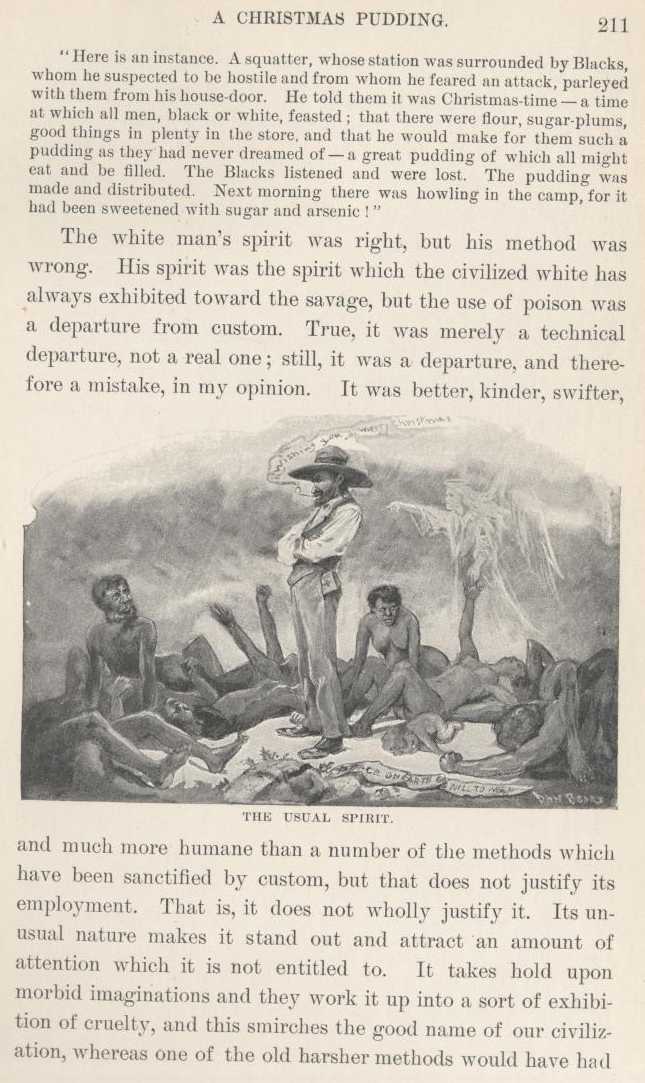 A CHRISTMAS PUDDING.
211
"Here is an instance. A squatter, whose station was surrounded by Blacks,
whom he suspected to be hostile and from whom he feared an attack, parleyed
with them from his house-door. He told them it was Christmas-time — a time
at which all men, black or white, feasted; that there were flour, sugar-plums,
good things in plenty in the store, and that he would make for them such a
pudding as they had never dreamed of — a great pudding of which all might
eat and be filled. The Blacks listened and were lost. The pudding was
made and distributed. Next morning there was howling in the camp, for it
had been sweetened with sugar and arsenic!"
The white man's spirit was right, but his method was
wrong. His spirit was the spirit which the civilized white has
always exhibited toward the savage, but the use of poison was
a departure from custom. True, it was merely a technical
departure, not a real one; still, it was a departure, and there-
fore a mistake, in my opinion. It was better, kinder, swifter,
Wishing you a merry Christmas
ON EARTH
WILL TO MEN
DAN BEARD
THE USUAL SPIRIT.
and much more humane than a number of the methods which
have been sanctified by custom, but that does not justify its
employment. That is, it does not wholly justify it. Its un-
usual nature makes it stand out and attract an amount of
attention which it is not entitled to. It takes hold upon
morbid imaginations and they work it up into a sort of exhibi-
tion of cruelty, and this smirches the good name of our civiliz-
ation, whereas one of the old harsher methods would have had